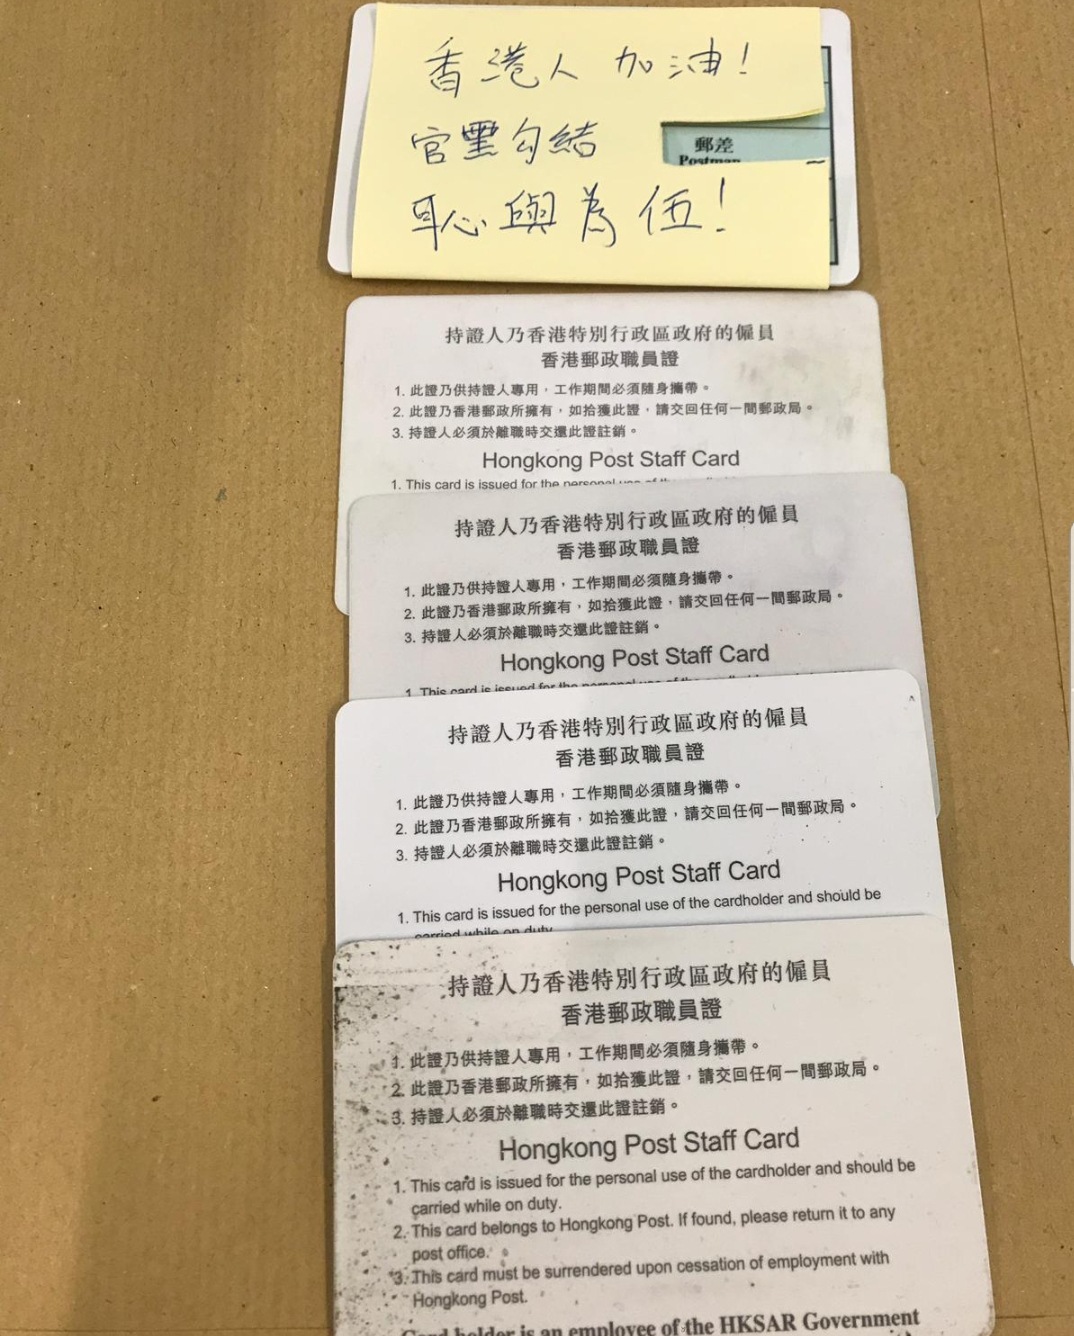 香港人 加油！
官黑勾結
恥與為伍！
郵差
Postman
持證人乃香港特別行政區政府的僱員
香港郵政職員證
1. 此證乃供持證人專用，工作期間必須隨身攜帶。
2. 此證乃香港郵政所擁有，如拾獲此證，請交回任何一間郵政局。
3. 持證人必須於離職時交還此證註銷。
Hongkong Post Staff Card
1. This card is issued for the personal use of the
持證人乃香港特別行政區政府的僱員
香港郵政職員證
1. 此證乃供持證人專用，工作期間必須隨身攜帶。
2. 此證乃香港郵政所擁有，如拾獲此證，請交回任何一間郵政局。
3. 持證人必須於離職時交還此證註銷。
Hongkong Post Staff Card
1. This card is issued for the personal use of the
持證人乃香港特別行政區政府的僱員
香港郵政職員證
1. 此證乃供持證人專用，工作期間必須隨身攜帶。
2. 此證乃香港郵政所擁有，如拾獲此證，請交回任何一間郵政局。
3. 持證人必須於離職時交還此證註銷。
Hongkong Post Staff Card
1. This card is issued for the personal use of the cardholder and should be
carried while on duty.
持證人乃香港特別行政區政府的僱員
香港郵政職員證
1. 此證乃供持證人專用，工作期間必須隨身攜帶。
2. 此證乃香港郵政所擁有，如拾獲此證，請交回任何一間郵政局。
3. 持證人必須於離職時交還此證註銷。
Hongkong Post Staff Card
1. This card is issued for the personal use of the cardholder and should be
carried while on duty.
2. This card belongs to Hongkong Post. If found, please return it to any
post office.
3. This card must be surrendered upon cessation of employment with
Hongkong Post.
Card holder is an employee of the HKSAR Government